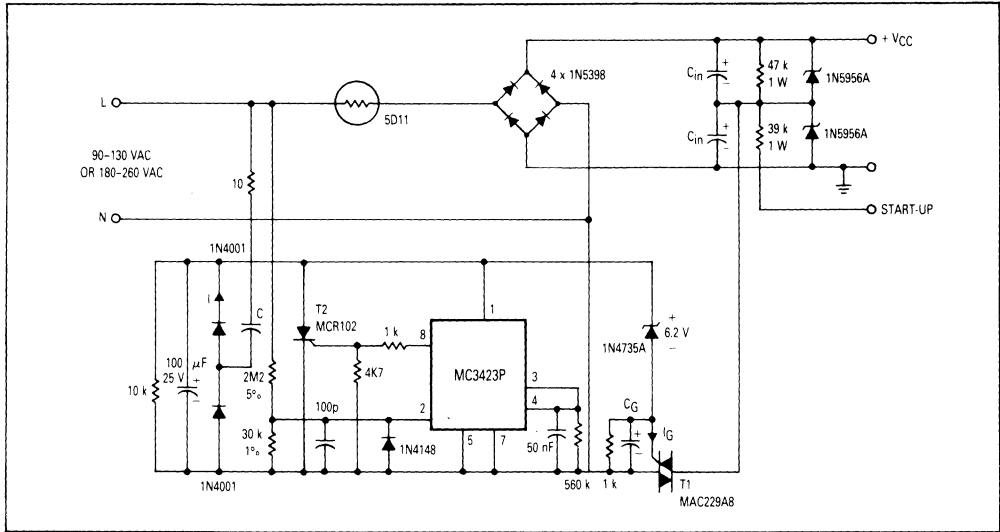 + VCC
4 x 1N5398
Cin
+
−
47 k
1 W
1N5956A
L
5D11
Cin
+
−
39 k
1 W
1N5956A
90–130 VAC
OR 180–260 VAC
10
N
START-UP
1N4001
I
T2
MCR102
1
C
1 k
8
+
6.2 V
−
1N4735A
100 µF
25 V
+
−
10 k
2M2
5%
4K7
MC3423P
3
4
100p
2
CG
+
−
IG
30 k
1%
1N4148
5
7
50 nF
1N4001
560 k
1 k
T1
MAC229A8